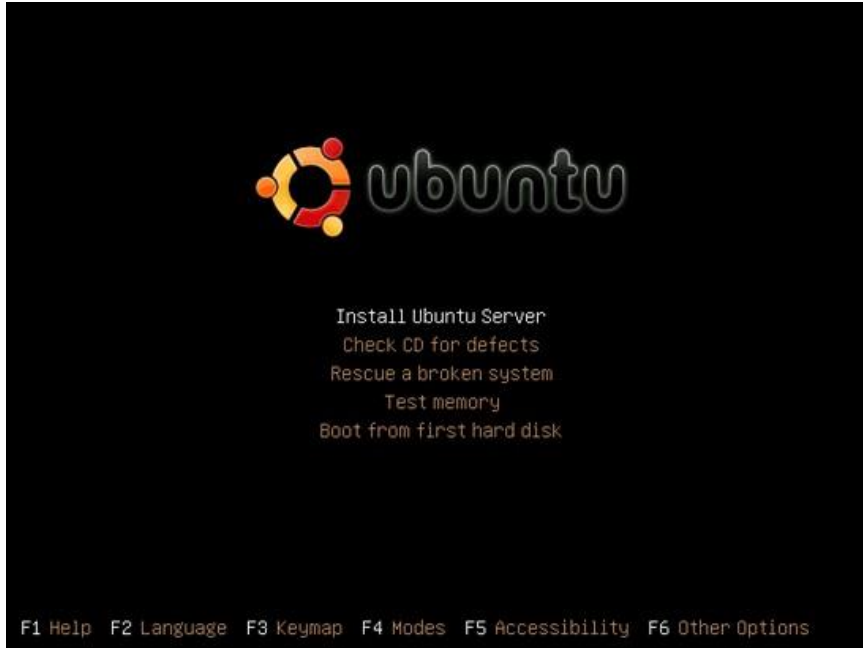 ubuntu
Install Ubuntu Server
Check CD for defects
Rescue a broken system
Test memory
Boot from first hard disk
F1 Help F2 Language F3 Keymap F4 Modes F5 Accessibility F6 Other Options